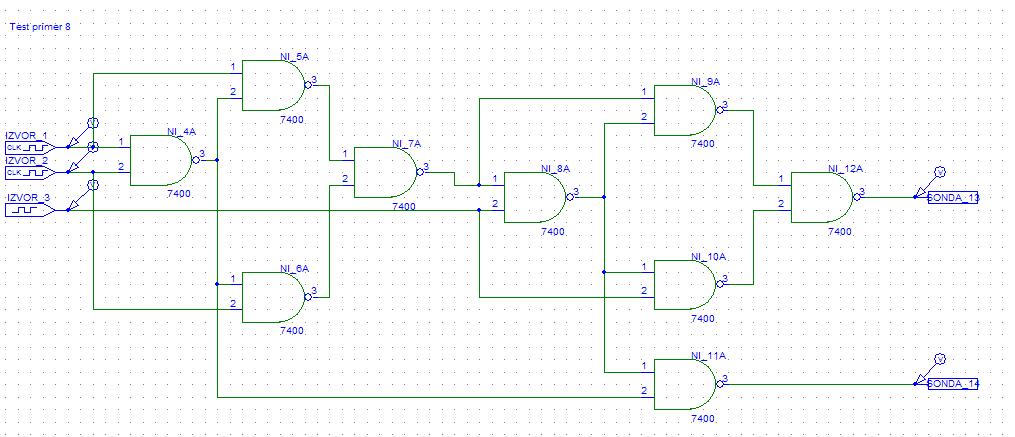 Test primer 8
NI_5A
1
2
3
7400
NI_9A
1
2
3
7400
IZVOR_1
CLK
IZVOR_2
CLK
IZVOR_3
V
V
V
NI_4A
1
2
3
7400
NI_7A
1
2
3
7400
NI_8A
1
2
3
7400
NI_12A
1
2
3
7400
V
SONDA_13
NI_6A
1
2
3
7400
NI_10A
1
2
3
7400
NI_11A
1
2
3
7400
V
SONDA_14